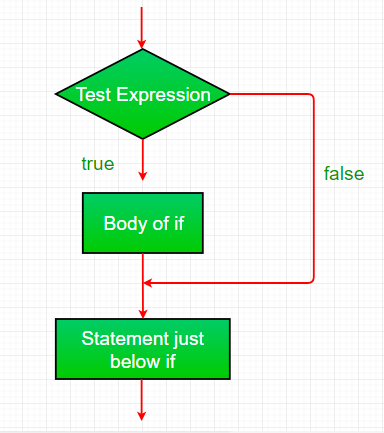 Test Expression
true
false
Body of if
Statement just
below if